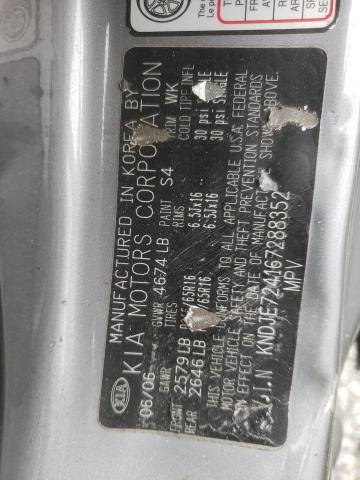 KIA
MANUFACTURED IN KOREA BY
KIA MOTORS CORPORATION
06/06 GVWR 4674 LB PAINT S4 TRIM WK
GAWR TIRES RIMS COLD TIRE INFL
FRONT 2579 LB /65R16 6.5Jx16 30 psi
REAR 2646 LB /65R16 6.5Jx16 30 psi
THIS VEHICLE CONFORMS TO ALL APPLICABLE U.S.A. FEDERAL
MOTOR VEHICLE SAFETY AND THEFT PREVENTION STANDARDS
THE DATE OF MANUFACTURE SHOWN ABOVE.
V.I.N KNDJE724167288352
MPV